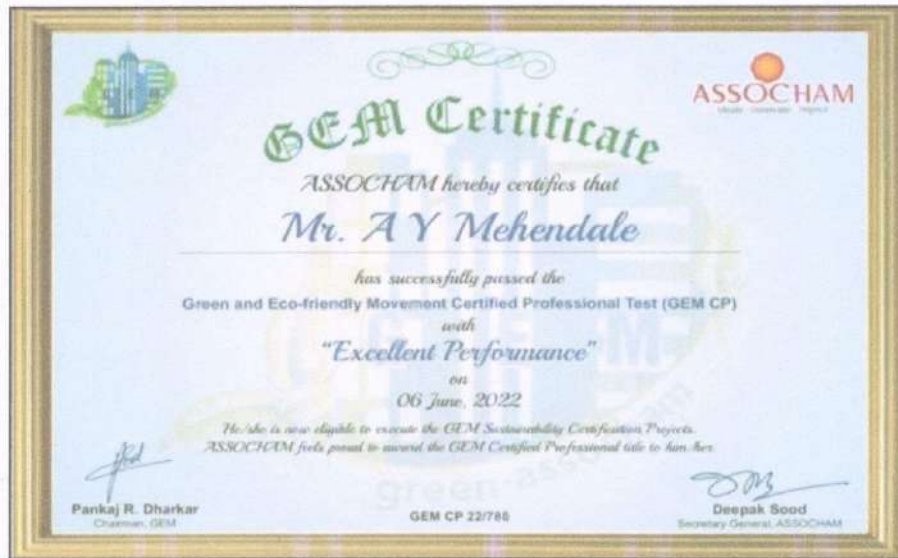 ASSOCHAM
GEM Certificate
ASSOCHAM hereby certifies that
Mr. A Y Mehendale
has successfully passed the
Green and Eco-friendly Movement Certified Professional Test (GEM CP)
with
“Excellent Performance”
on
06 June, 2022
He/she is now eligible to execute the GEM Sustainability Certification Projects.
ASSOCHAM feels proud to award the GEM Certified Professional title to him/her.
Pankaj R. Dharkar
Chairman, GEM
GEM CP 22/788
Deepak Sood
Secretary General, ASSOCHAM